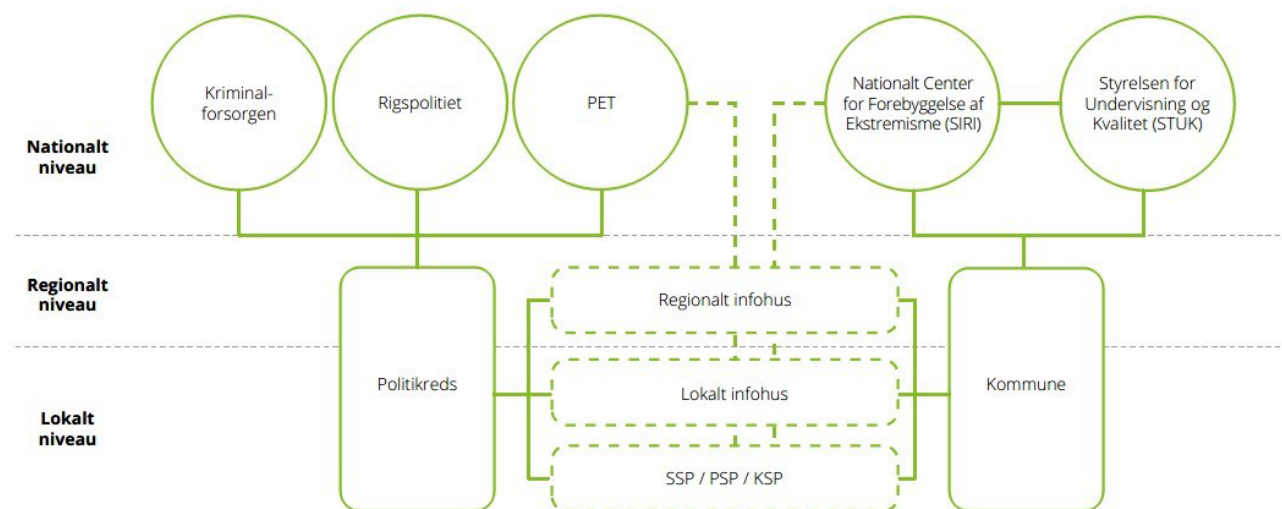 Kriminal-
forsorgen
Rigspolitiet
PET
Nationalt Center
for Forebyggelse af
Ekstremisme (SIRI)
Styrelsen for
Undervisning og
Kvalitet (STUK)
Nationalt
niveau
Regionalt
niveau
Regionalt infohus
Politikreds
Lokalt infohus
Kommune
Lokalt
niveau
SSP / PSP / KSP